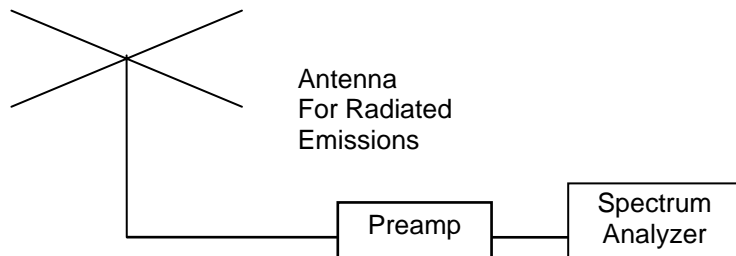 Antenna
For Radiated
Emissions
Preamp
Spectrum
Analyzer